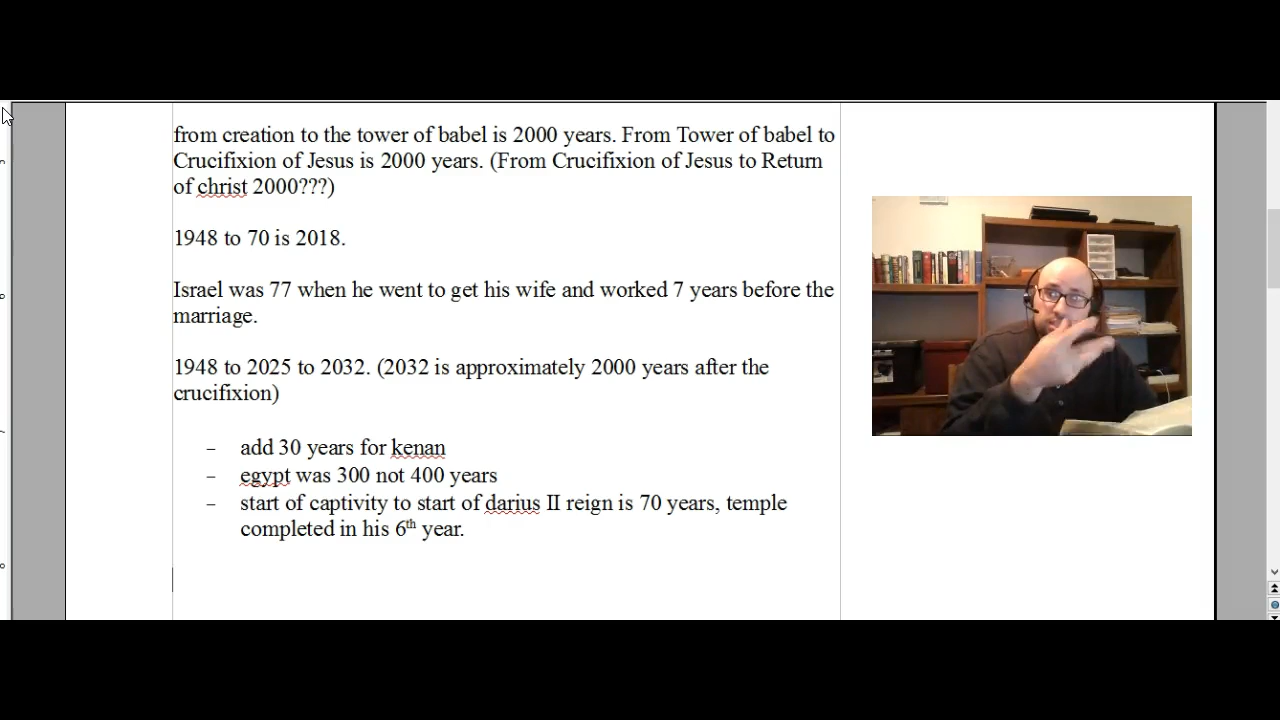 from creation to the tower of babel is 2000 years. From Tower of babel to
Crucifixion of Jesus is 2000 years. (From Crucifixion of Jesus to Return
of christ 2000???)
1948 to 70 is 2018.
Israel was 77 when he went to get his wife and worked 7 years before the
marriage.
1948 to 2025 to 2032. (2032 is approximately 2000 years after the
crucifixion)
– add 30 years for kenan
– egypt was 300 not 400 years
– start of captivity to start of darius II reign is 70 years, temple
completed in his 6th year.